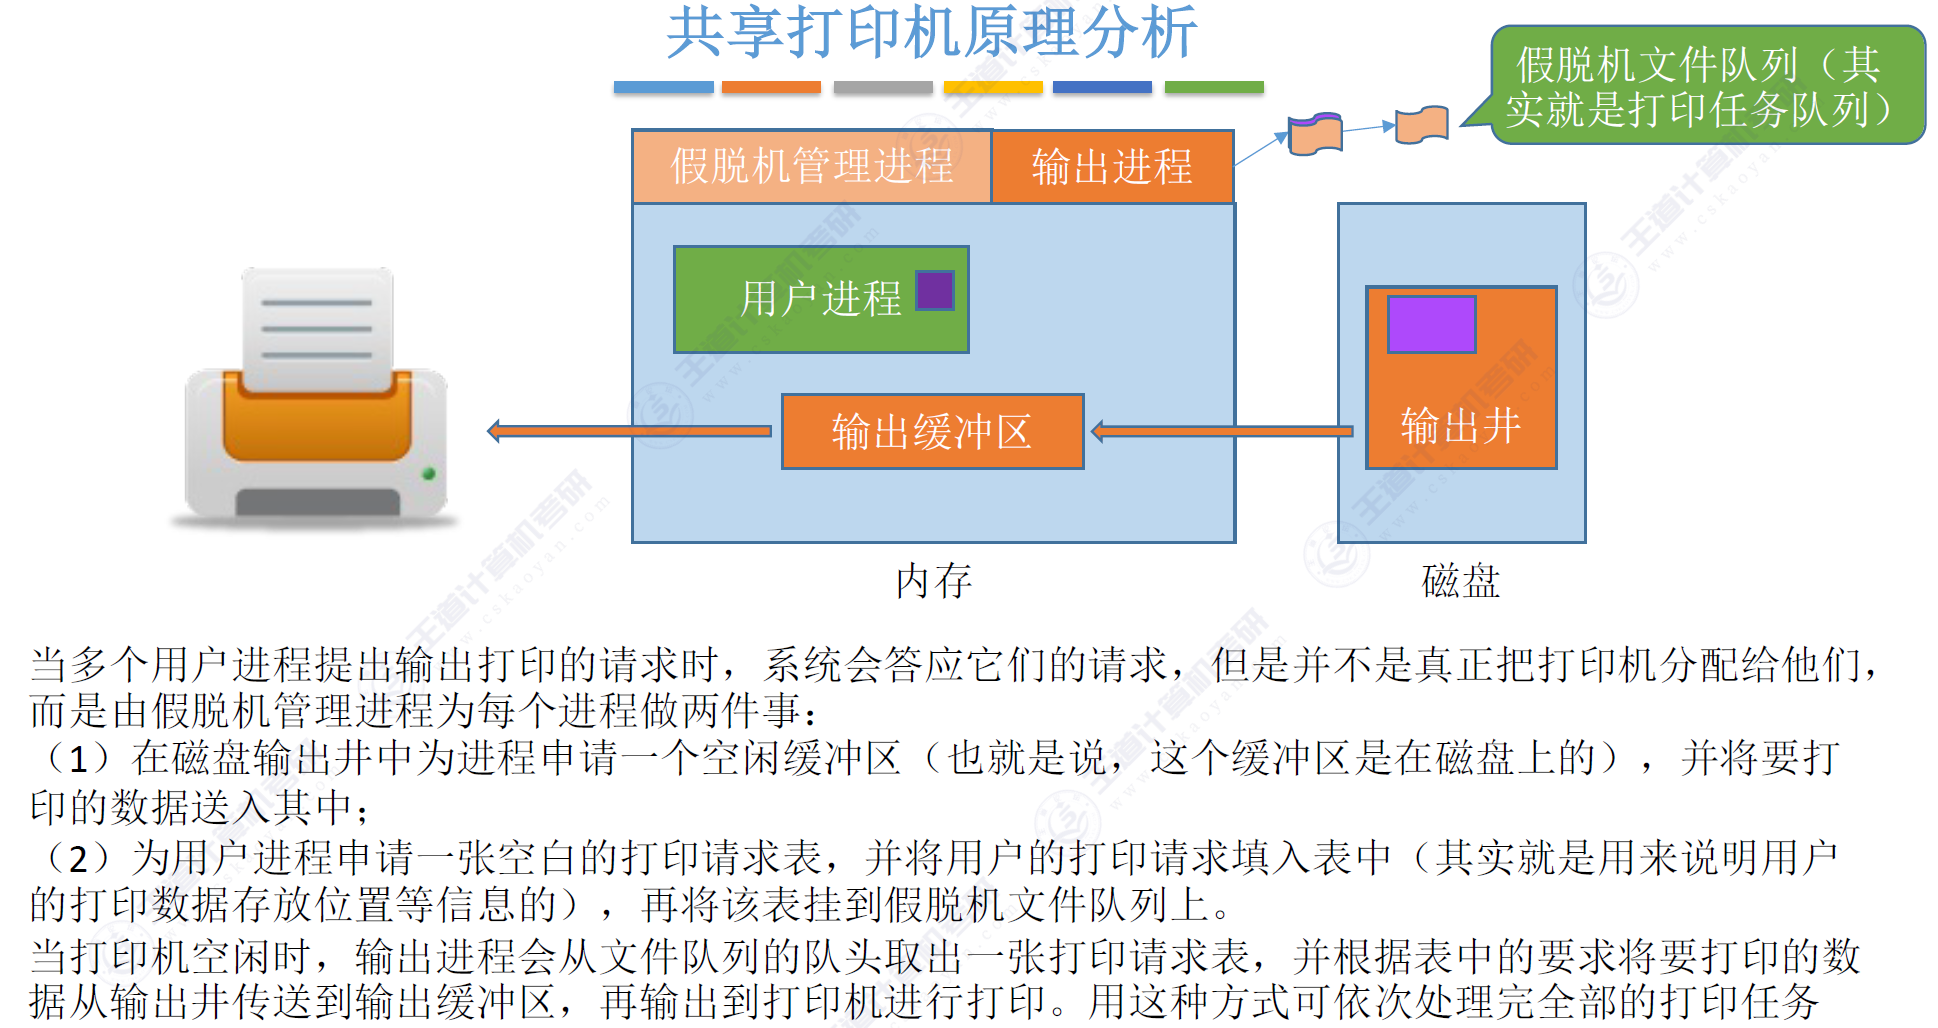 共享打印机原理分析
假脱机文件队列（其
实就是打印任务队列）
假脱机管理进程
输出进程
用户进程
输出缓冲区
输出井
内存
磁盘
当多个用户进程提出输出打印的请求时，系统会答应它们的请求，但是并不是真正把打印机分配给他们，
而是由假脱机管理进程为每个进程做两件事：
（1）在磁盘输出井中为进程申请一个空闲缓冲区（也就是说，这个缓冲区是在磁盘上的），并将要打
印的数据送入其中；
（2）为用户进程申请一张空白的打印请求表，并将用户的打印请求填入表中（其实就是用来说明用户
的打印数据存放位置等信息的），再将该表挂到假脱机文件队列上。
当打印机空闲时，输出进程会从文件队列的队头取出一张打印请求表，并根据表中的要求将要打印的数
据从输出井传送到输出缓冲区，再输出到打印机进行打印。用这种方式可依次处理完全部的打印任务
王道计算机考研
www.cskaoyan.com